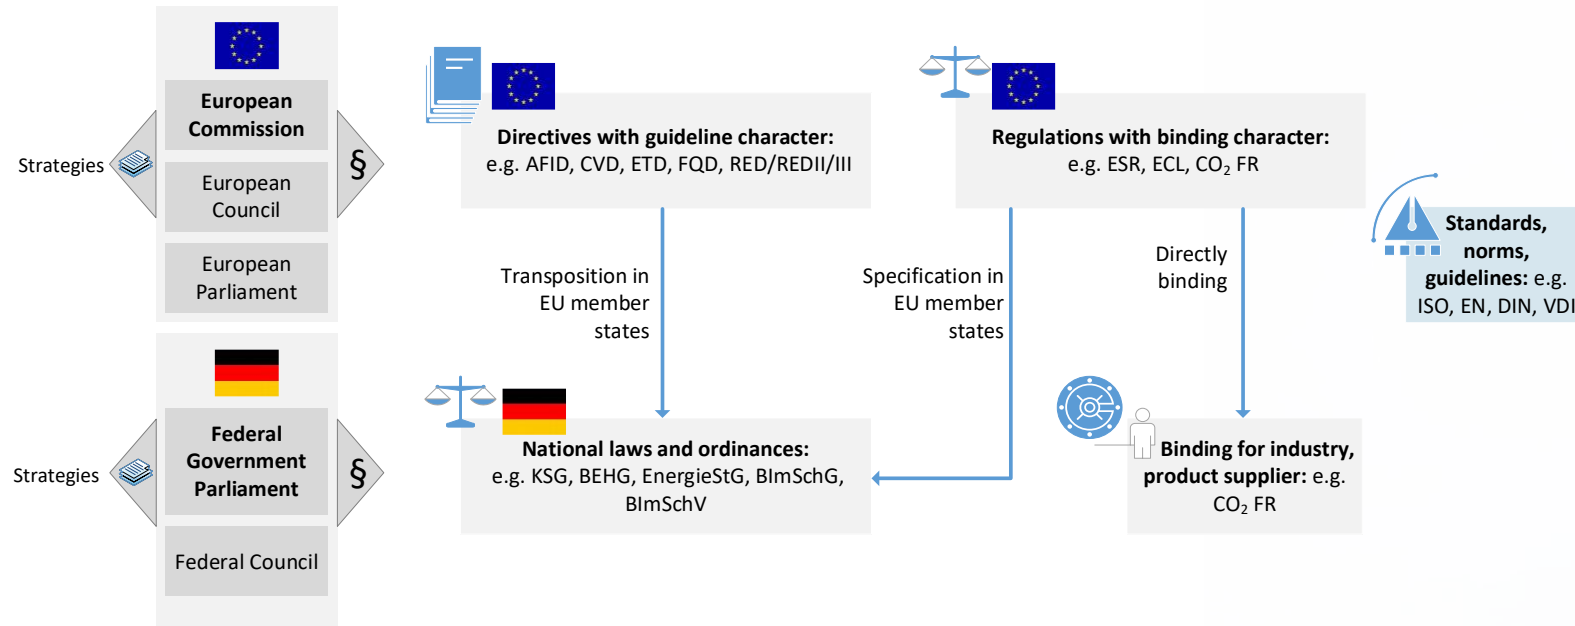 Strategies
European
Commission
European
Council
European
Parliament
§
Directives with guideline character:
e.g. AFID, CVD, ETD, FQD, RED/REDII/III
Regulations with binding character:
e.g. ESR, ECL, CO₂ FR
Transposition in
EU member
states
Specification in
EU member
states
Directly
binding
Standards,
norms,
guidelines: e.g.
ISO, EN, DIN, VDI
Strategies
Federal
Government
Parliament
Federal Council
§
National laws and ordinances:
e.g. KSG, BEHG, EnergieStG, BImSchG,
BImSchV
Binding for industry,
product supplier: e.g.
CO₂ FR